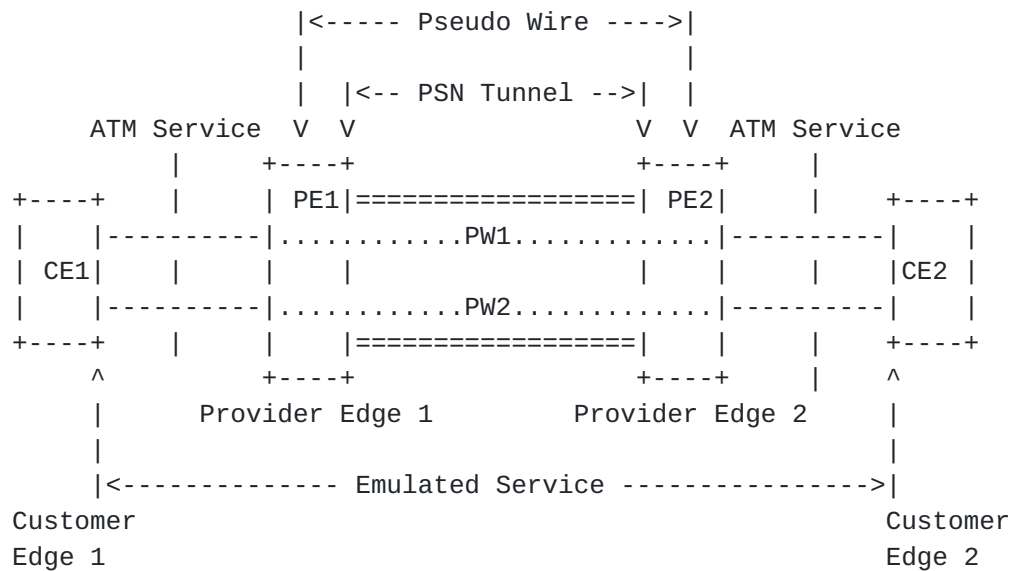 |<----- Pseudo Wire ---->|
|                        |
|  |<-- PSN Tunnel -->|  |
ATM Service  V  V                  V  V  ATM Service
|     +----+                  +----+     |
+----+    |     | PE1|==================| PE2|     |    +----+
|    |----------|............PW1.............|----------|    |
| CE1|    |     |    |                  |    |     |    |CE2 |
|    |----------|............PW2.............|----------|    |
+----+    |     |    |==================|    |     |    +----+
^          +----+                  +----+     |    ^
|      Provider Edge 1         Provider Edge 2     |
|                                                  |
|<-------------- Emulated Service ---------------->|
Customer                                                Customer
Edge 1                                                  Edge 2